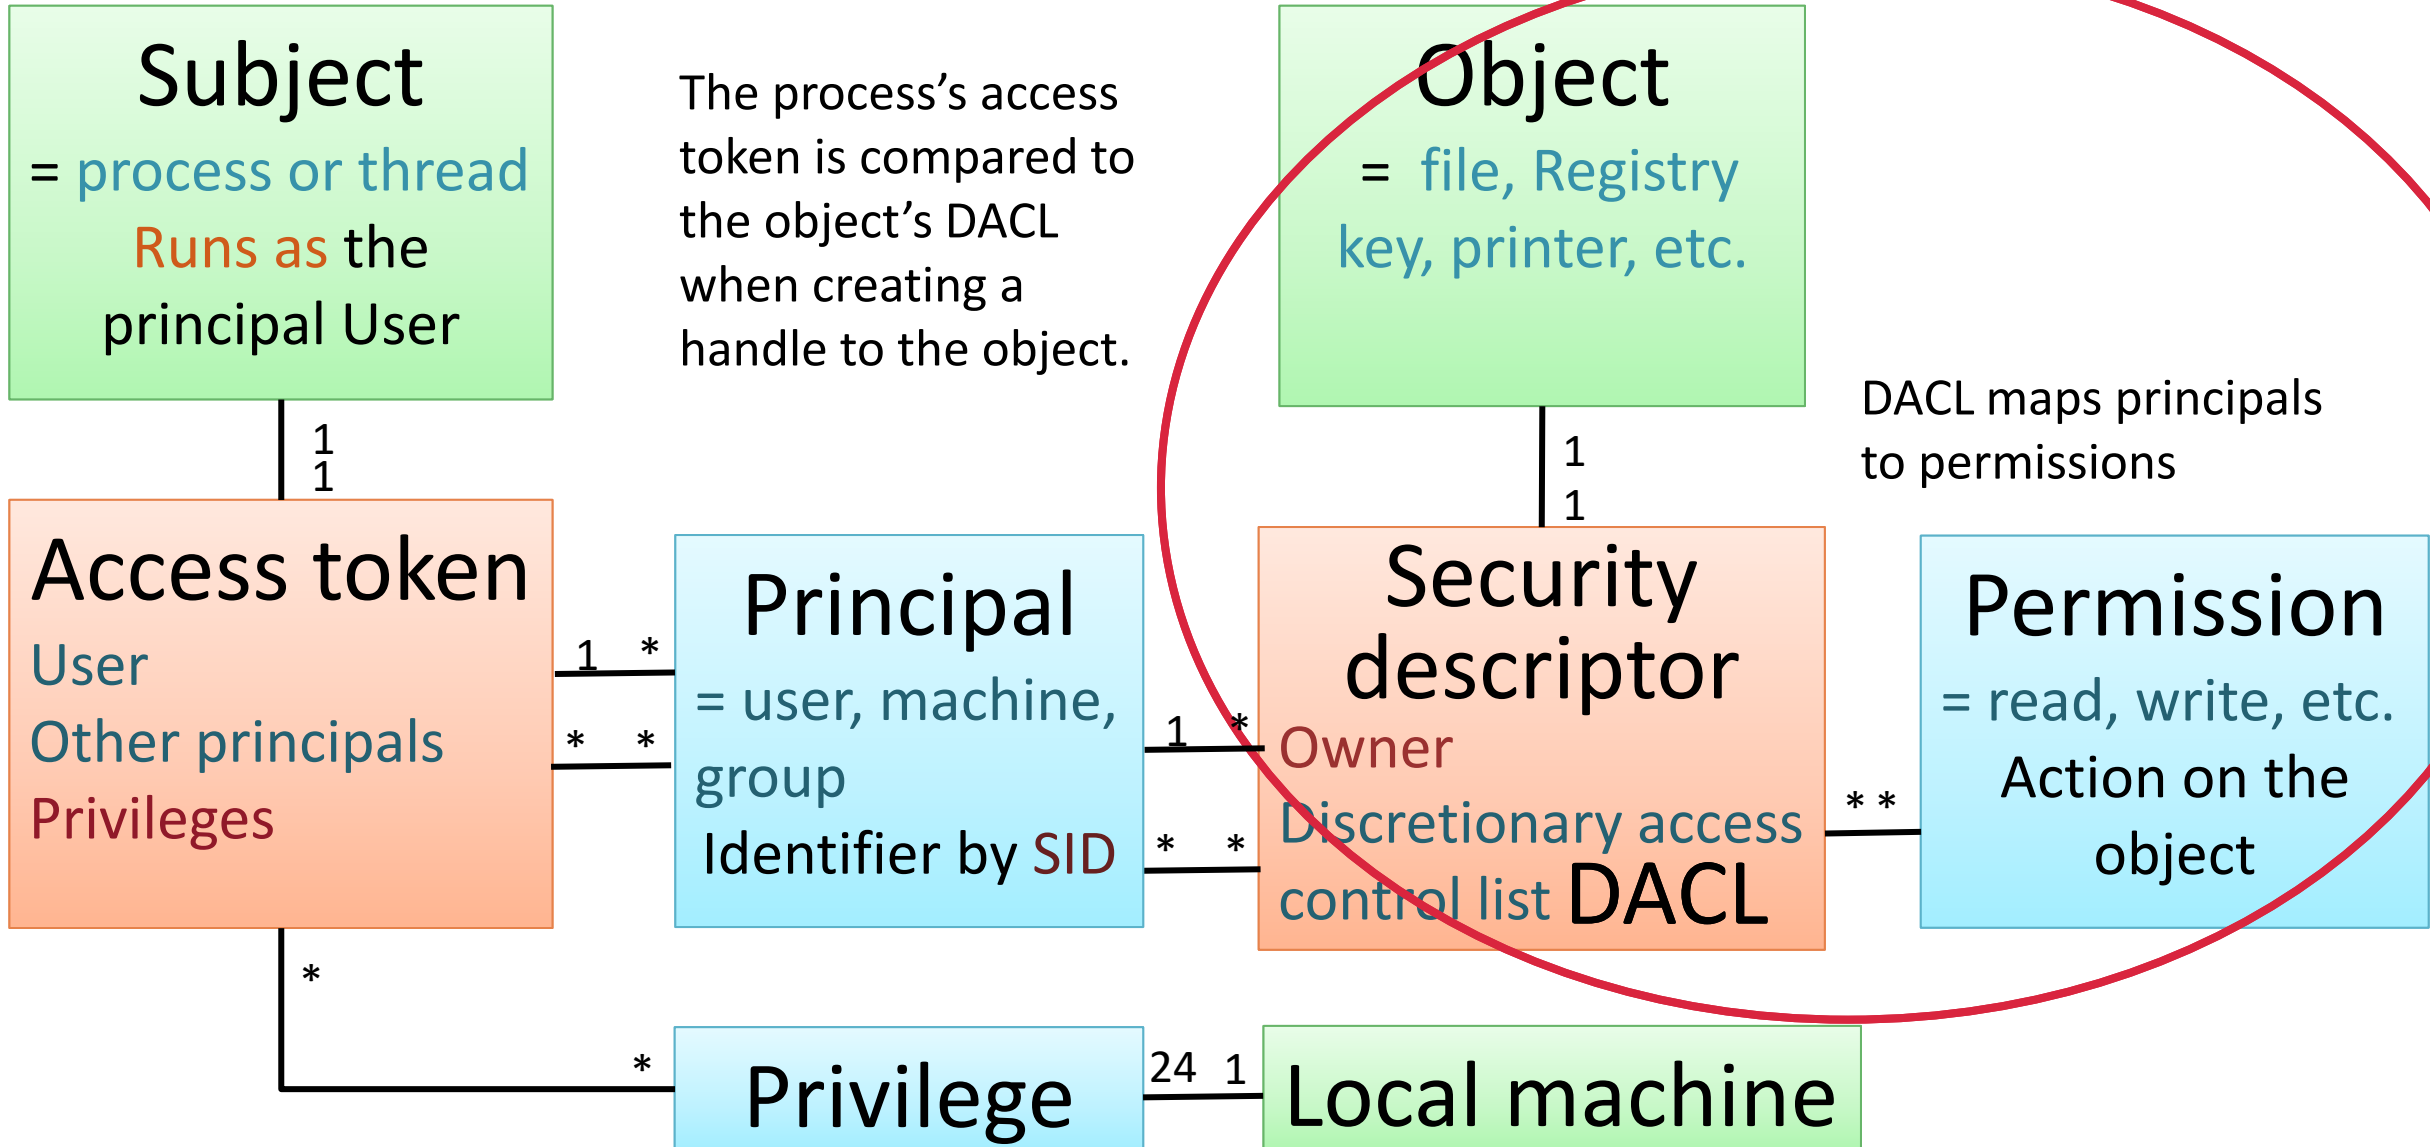 Subject
= process or thread
Runs as the
principal User
The process’s access
token is compared to
the object’s DACL
when creating a
handle to the object.
Object
= file, Registry
key, printer, etc.
DACL maps principals
to permissions
1
1
1
1
Access token
User
Other principals
Privileges
1 *
* *
Principal
= user, machine,
group
Identifier by SID
1 *
* *
Security
descriptor
Owner
Discretionary access
control list DACL
* *
Permission
= read, write, etc.
Action on the
object
*
*
Privilege
24 1
Local machine